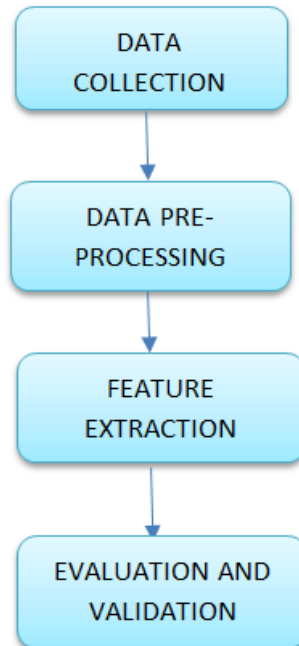 DATA
COLLECTION
DATA PRE-
PROCESSING
FEATURE
EXTRACTION
EVALUATION AND
VALIDATION